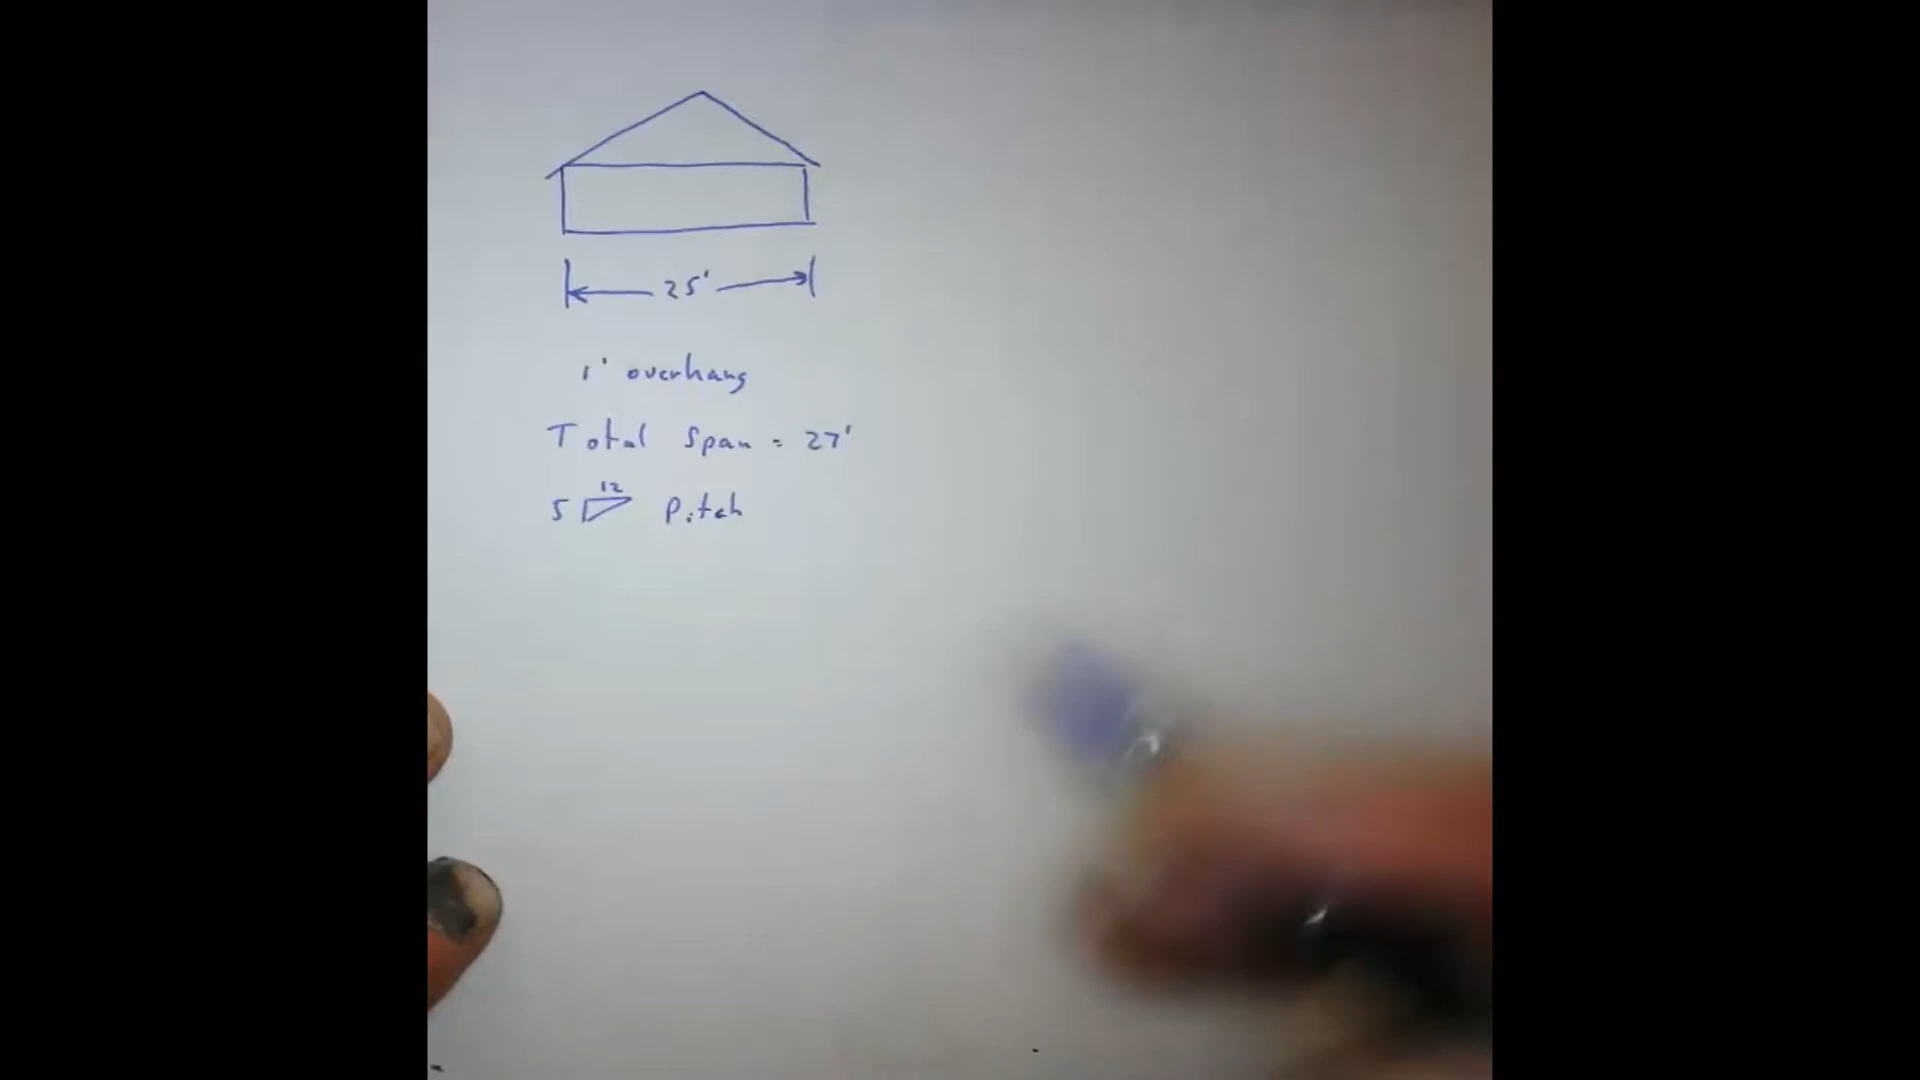 25'
1' overhang
Total Span = 27'
5 12 Pitch